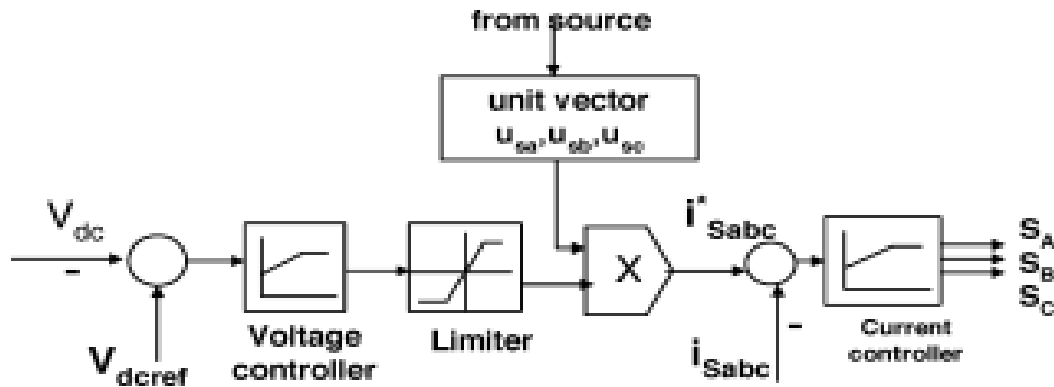 from source
unit vector
u_sa,u_sb,u_sc
V_dc
-
V_dcref
Voltage
controller
Limiter
X
i*_Sabc
-
i_Sabc
Current
controller
S_A
S_B
S_C